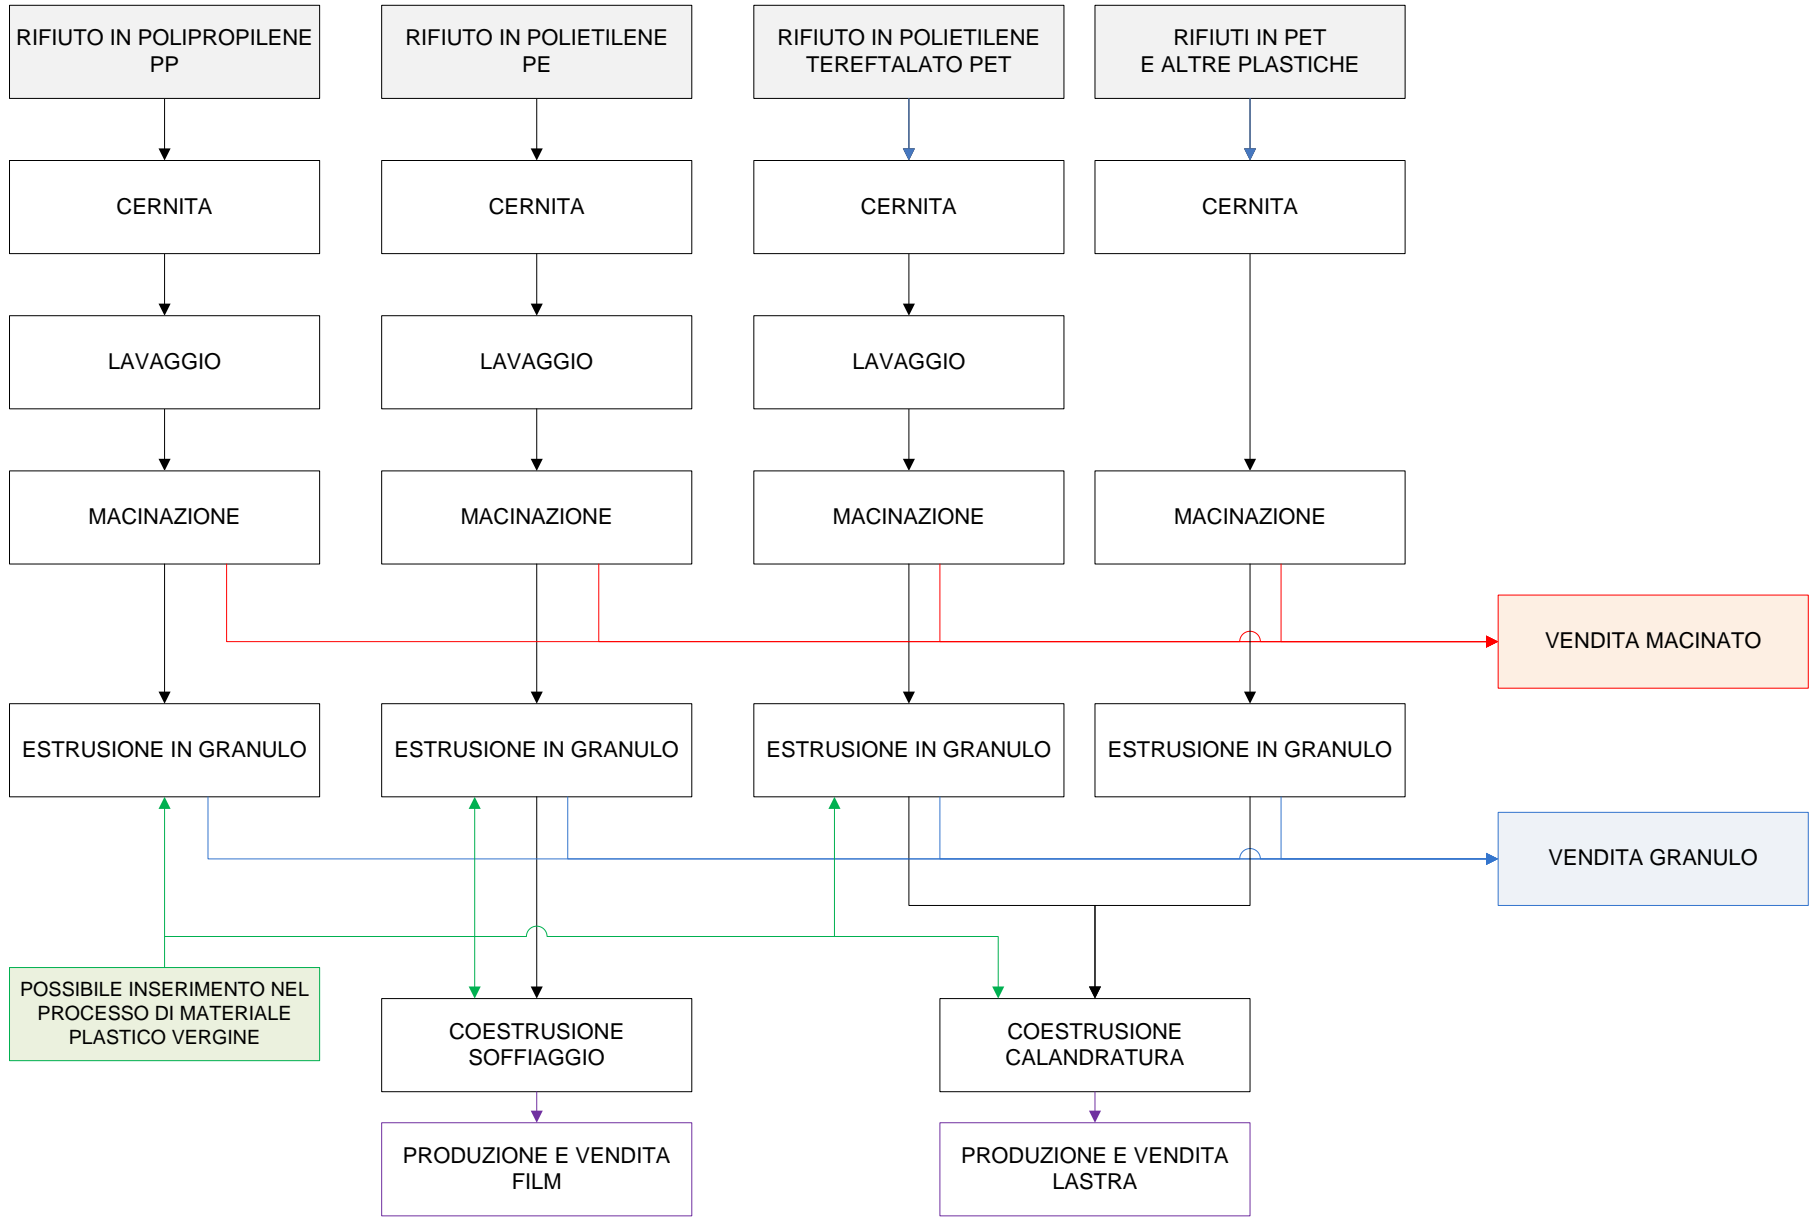 RIFIUTO IN POLIPROPILENE
PP
RIFIUTO IN POLIETILENE
PE
RIFIUTO IN POLIETILENE
TEREFTALATO PET
RIFIUTI IN PET
E ALTRE PLASTICHE
CERNITA
CERNITA
CERNITA
CERNITA
LAVAGGIO
LAVAGGIO
LAVAGGIO
MACINAZIONE
MACINAZIONE
MACINAZIONE
MACINAZIONE
VENDITA MACINATO
ESTRUSIONE IN GRANULO
ESTRUSIONE IN GRANULO
ESTRUSIONE IN GRANULO
ESTRUSIONE IN GRANULO
VENDITA GRANULO
POSSIBILE INSERIMENTO NEL
PROCESSO DI MATERIALE
PLASTICO VERGINE
COESTRUSIONE
SOFFIAGGIO
COESTRUSIONE
CALANDRATURA
PRODUZIONE E VENDITA
FILM
PRODUZIONE E VENDITA
LASTRA